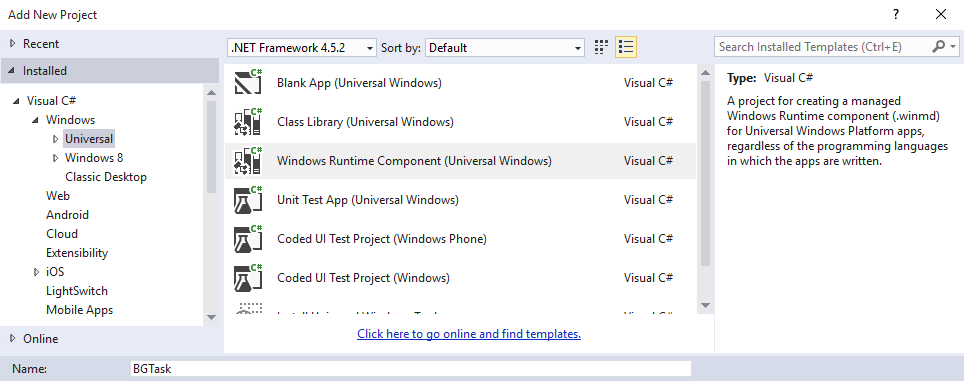 Add New Project
? 
Recent
Installed
Visual C#
Windows
Universal
Windows 8
Classic Desktop
Web
Android
Cloud
Extensibility
iOS
LightSwitch
Mobile Apps
Online
.NET Framework 4.5.2 Sort by: Default
C# Blank App (Universal Windows) Visual C#
C# Class Library (Universal Windows) Visual C#
C# Windows Runtime Component (Universal Windows) Visual C#
C# Unit Test App (Universal Windows) Visual C#
C# Coded UI Test Project (Windows Phone) Visual C#
C# Coded UI Test Project (Windows) Visual C#
Click here to go online and find templates.
Search Installed Templates (Ctrl+E)
Type: Visual C#
A project for creating a managed
Windows Runtime component (.winmd)
for Universal Windows Platform apps,
regardless of the programming languages
in which the apps are written.
Name: BGTask